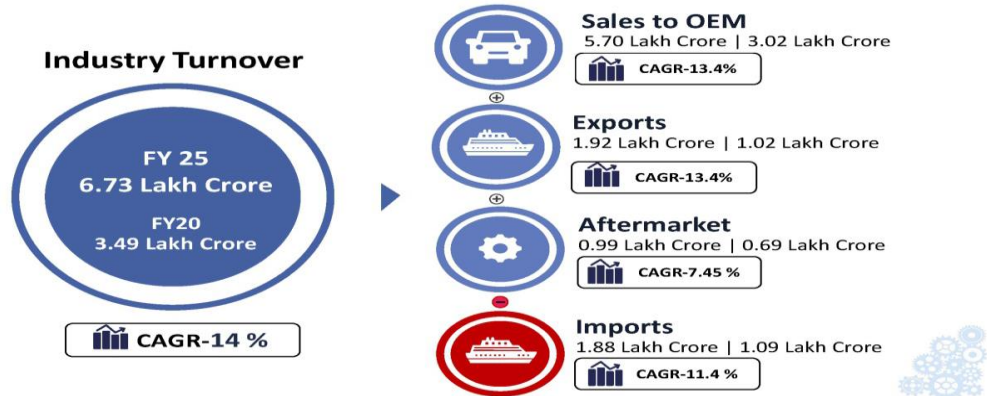 Industry Turnover
FY 25
6.73 Lakh Crore
FY20
3.49 Lakh Crore
CAGR-14 %
Sales to OEM
5.70 Lakh Crore | 3.02 Lakh Crore
CAGR-13.4%
Exports
1.92 Lakh Crore | 1.02 Lakh Crore
CAGR-13.4%
Aftermarket
0.99 Lakh Crore | 0.69 Lakh Crore
CAGR-7.45 %
Imports
1.88 Lakh Crore | 1.09 Lakh Crore
CAGR-11.4 %